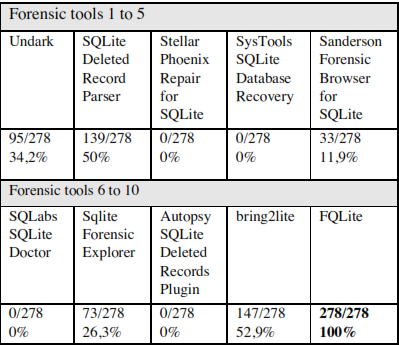 Forensic tools 1 to 5
Undark
SQLite
Deleted
Record
Parser
Stellar
Phoenix
Repair
for
SQLite
SysTools
SQLite
Database
Recovery
Sanderson
Forensic
Browser
for
SQLite
95/278
34,2%
139/278
50%
0/278
0%
0/278
0%
33/278
11,9%
Forensic tools 6 to 10
SQLabs
SQLite
Doctor
Sqlite
Forensic
Explorer
Autopsy
SQLite
Deleted
Records
Plugin
bring2lite
FQLite
0/278
0%
73/278
26,3%
0/278
0%
147/278
52,9%
278/278
100%